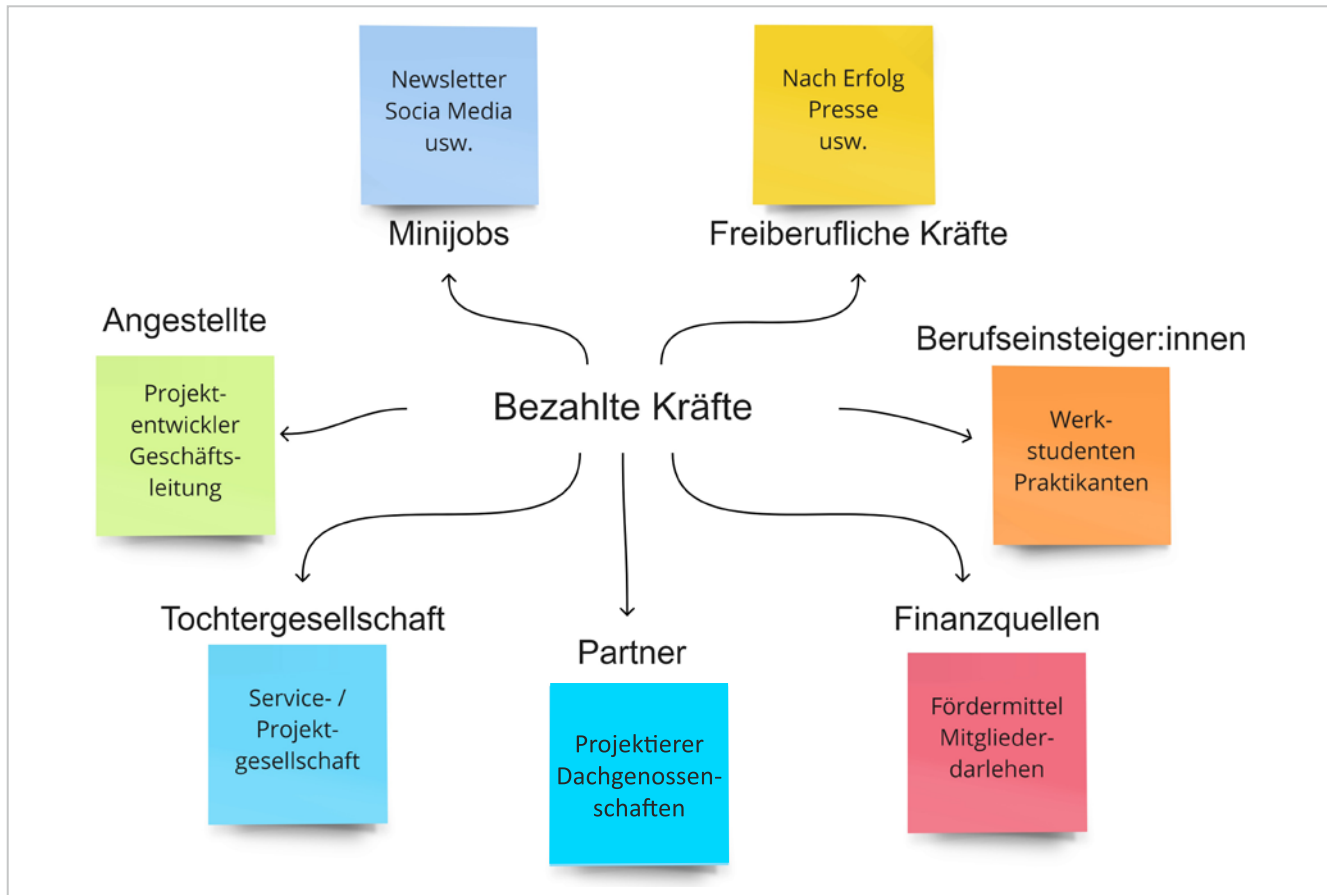 Newsletter
Socia Media
usw.
Minijobs
Nach Erfolg
Presse
usw.
Freiberufliche Kräfte
Angestellte
Projekt-
entwickler
Geschäfts-
leitung
Bezahlte Kräfte
Berufseinsteiger:innen
Werk-
studenten
Praktikanten
Tochtergesellschaft
Service- /
Projekt-
gesellschaft
Partner
Projektierer
Dachgenossen-
schaften
Finanzquellen
Fördermittel
Mitglieder-
darlehen